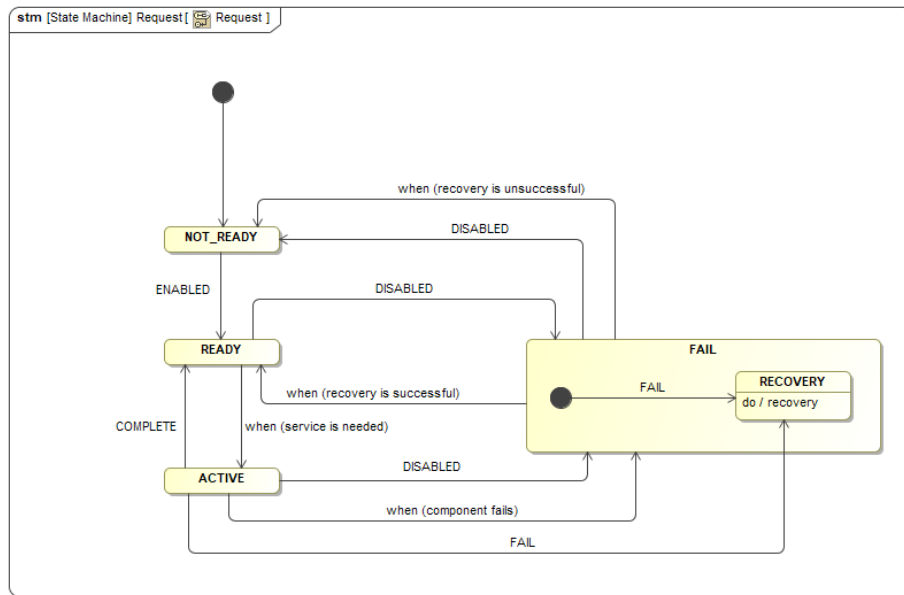 stm [State Machine] Request [ Request ]
when (recovery is unsuccessful)
NOT_READY
DISABLED
ENABLED
DISABLED
READY
FAIL
when (recovery is successful)
FAIL
RECOVERY
do / recovery
COMPLETE
when (service is needed)
ACTIVE
DISABLED
when (component fails)
FAIL